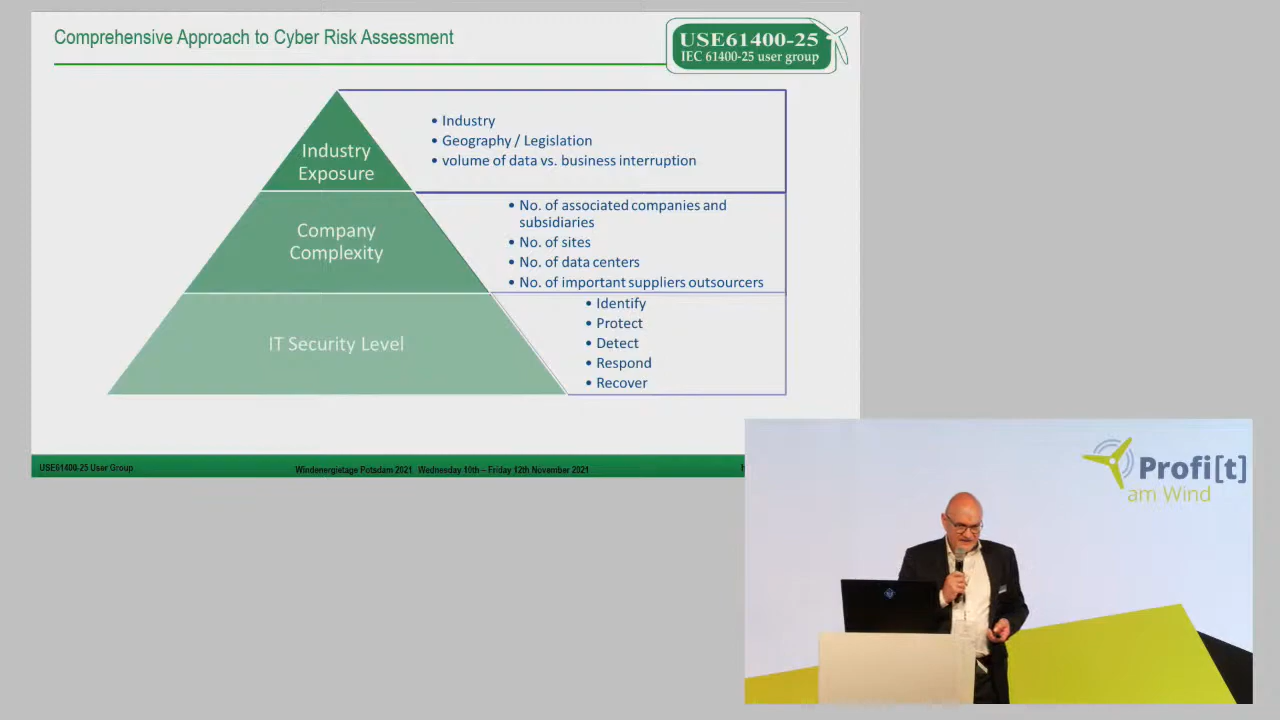 Comprehensive Approach to Cyber Risk Assessment
USE61400-25
IEC 61400-25 user group
Industry
Exposure
• Industry
• Geography / Legislation
• volume of data vs. business interruption
Company
Complexity
• No. of associated companies and
subsidiaries
• No. of sites
• No. of data centers
• No. of important suppliers outsourcers
IT Security Level
• Identify
• Protect
• Detect
• Respond
• Recover
USE61400-25 User Group
Windenergietage Potsdam 2021 Wednesday 10th – Friday 12th November 2021
Profi[t]
am Wind